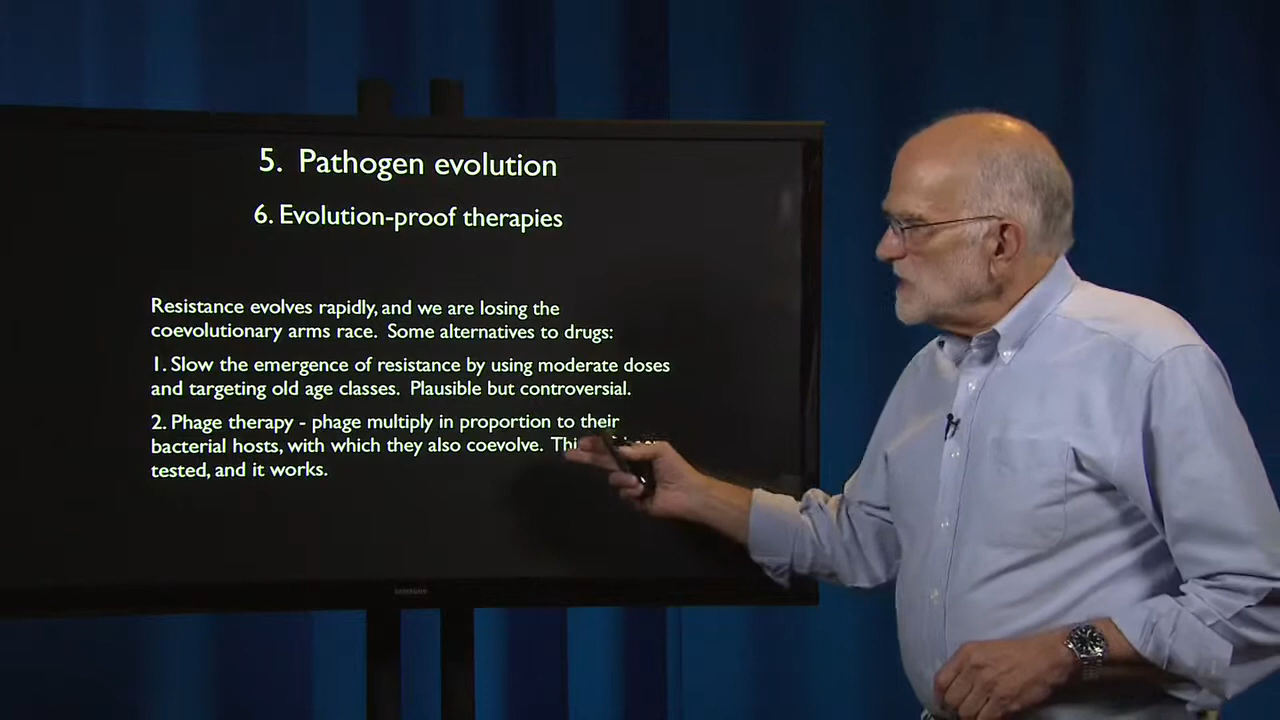 5. Pathogen evolution
6. Evolution-proof therapies
Resistance evolves rapidly, and we are losing the
coevolutionary arms race. Some alternatives to drugs:
1. Slow the emergence of resistance by using moderate doses
and targeting old age classes. Plausible but controversial.
2. Phage therapy - phage multiply in proportion to their
bacterial hosts, with which they also coevolve.
tested, and it works.
SAMSUNG